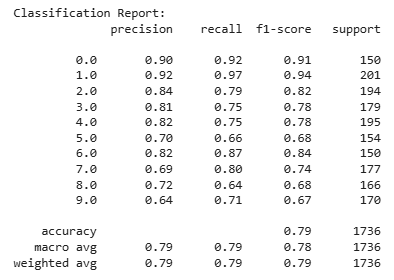 Classification Report:
precision recall f1-score support
0.0 0.90 0.92 0.91 150
1.0 0.92 0.97 0.94 201
2.0 0.84 0.79 0.82 194
3.0 0.81 0.75 0.78 179
4.0 0.82 0.75 0.78 195
5.0 0.70 0.66 0.68 154
6.0 0.82 0.87 0.84 150
7.0 0.69 0.80 0.74 177
8.0 0.72 0.64 0.68 166
9.0 0.64 0.71 0.67 170
accuracy 0.79 1736
macro avg 0.79 0.79 0.78 1736
weighted avg 0.79 0.79 0.79 1736